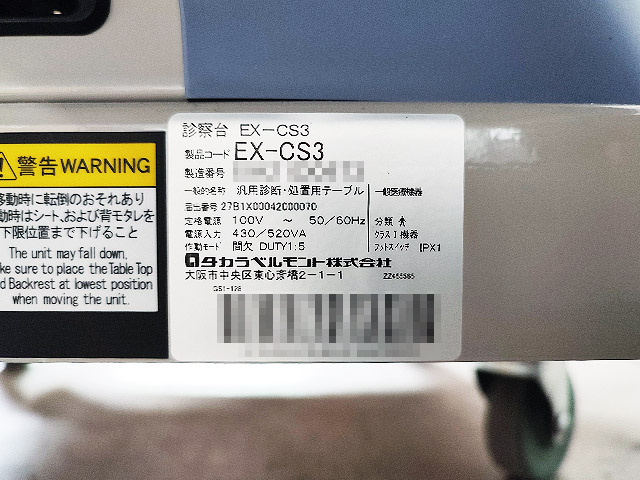 警告 WARNING
移動時に転倒のおそれあり
動時はシート、および背モタレを
下限位置まで下げること
The unit may fall down,
ke sure to place the Table Top
d Backrest at lowest position
when moving the unit.
診察台 EX-CS3
製品コード EX-CS3
製造番号
一般的名称 汎用診断・処置用テーブル 一般医療機器
届出番号 27B1X00042000070
定格電源 100V ~ 50/60Hz 分類
電源入力 430/520VA クラスⅠ機器
作動モード 間欠 DUTY1:5 フットスイッチ IPX1
タカラベルモント株式会社
大阪市中央区東心斎橋2-1-1
GS1-128